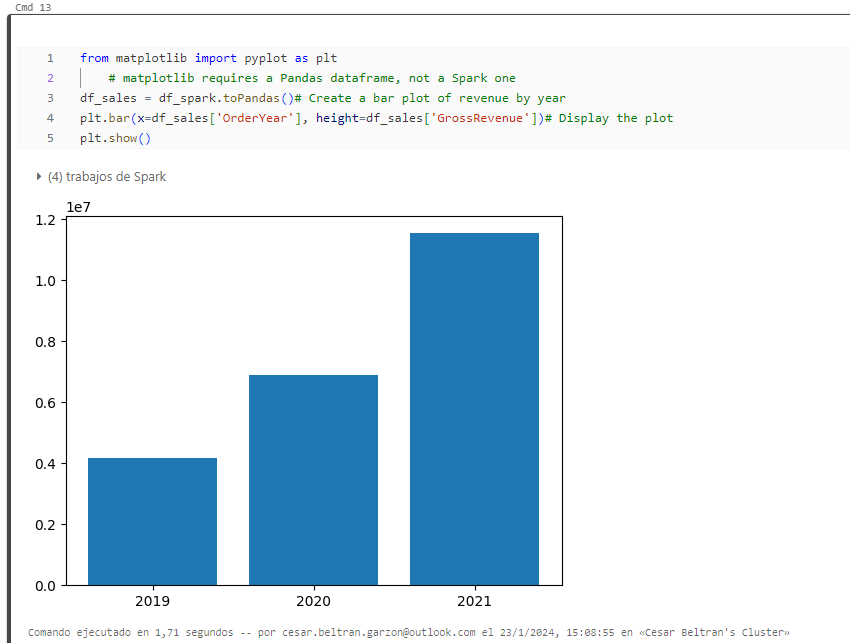 Cmd 13
1 from matplotlib import pyplot as plt
2 # matplotlib requires a Pandas dataframe, not a Spark one
3 df_sales = df_spark.toPandas()# Create a bar plot of revenue by year
4 plt.bar(x=df_sales['OrderYear'], height=df_sales['GrossRevenue'])# Display the plot
5 plt.show()
(4) trabajos de Spark
1e7
1.2
1.0
0.8
0.6
0.4
0.2
0.0
2019 2020 2021
Comando ejecutado en 1,71 segundos -- por cesar.beltran.garzon@outlook.com el 23/1/2024, 15:08:55 en «Cesar Beltran's Cluster»